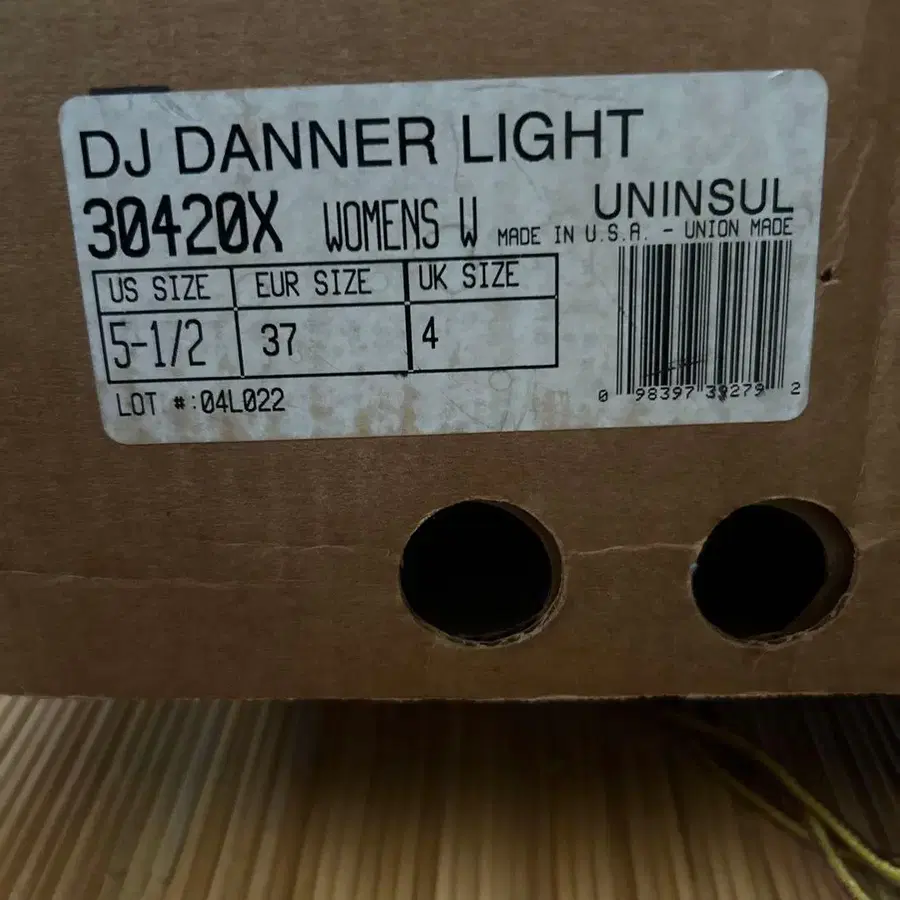 DJ DANNER LIGHT
UNINSUL
30420X WOMENS W MADE IN U.S.A. - UNION MADE
US SIZE EUR SIZE UK SIZE
5-1/2 37 4
LOT #:04L022
0 98397 39279 2